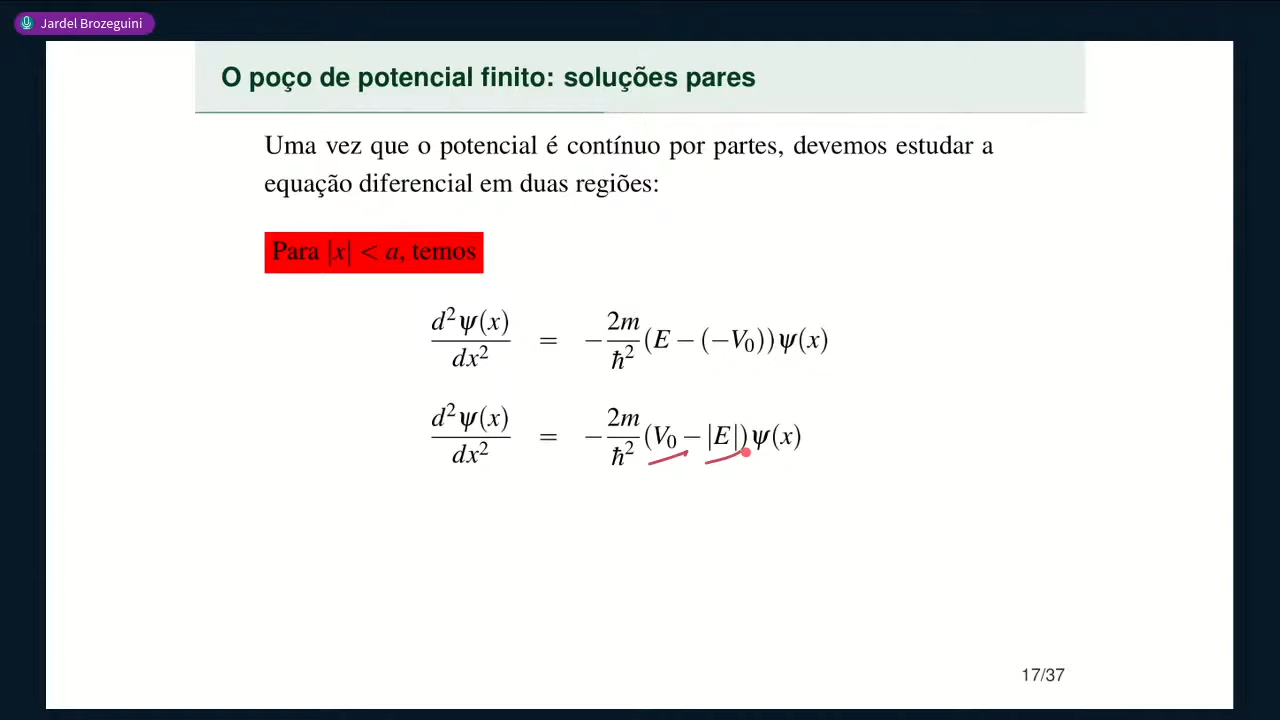 Jardel Brozeguini
O poço de potencial finito: soluções pares
Uma vez que o potencial é contínuo por partes, devemos estudar a
equação diferencial em duas regiões:
Para |x| < a, temos
d²ψ(x)/dx² = −2m/ħ² (E − (−V₀))ψ(x)
d²ψ(x)/dx² = −2m/ħ² (V₀ − |E|)ψ(x)
17/37